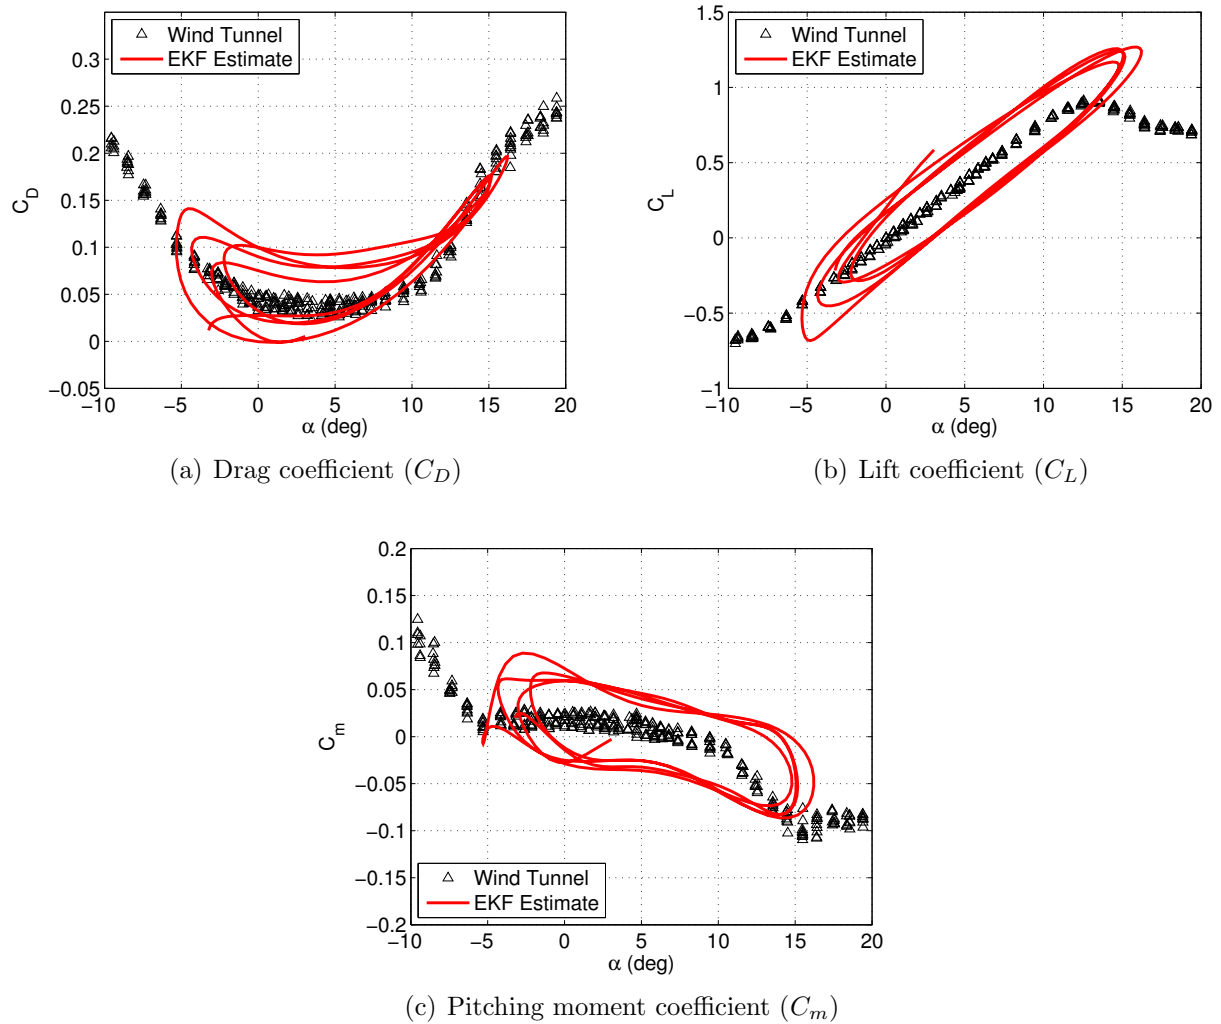 0.3
0.25
0.2
0.15
0.1
0.05
0
−0.05
C_D
Wind Tunnel
EKF Estimate
−10 −5 0 5 10 15 20
α (deg)
(a) Drag coefficient (C_D)
1.5
1
0.5
0
−0.5
−1
C_L
Wind Tunnel
EKF Estimate
−10 −5 0 5 10 15 20
α (deg)
(b) Lift coefficient (C_L)
0.2
0.15
0.1
0.05
0
−0.05
−0.1
−0.15
−0.2
C_m
Wind Tunnel
EKF Estimate
−10 −5 0 5 10 15 20
α (deg)
(c) Pitching moment coefficient (C_m)